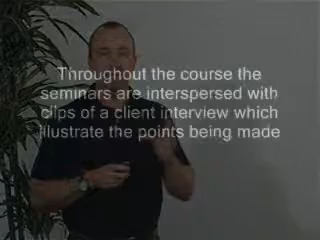 Throughout the course the
seminars are interspersed with
clips of a client interview which
illustrate the points being made